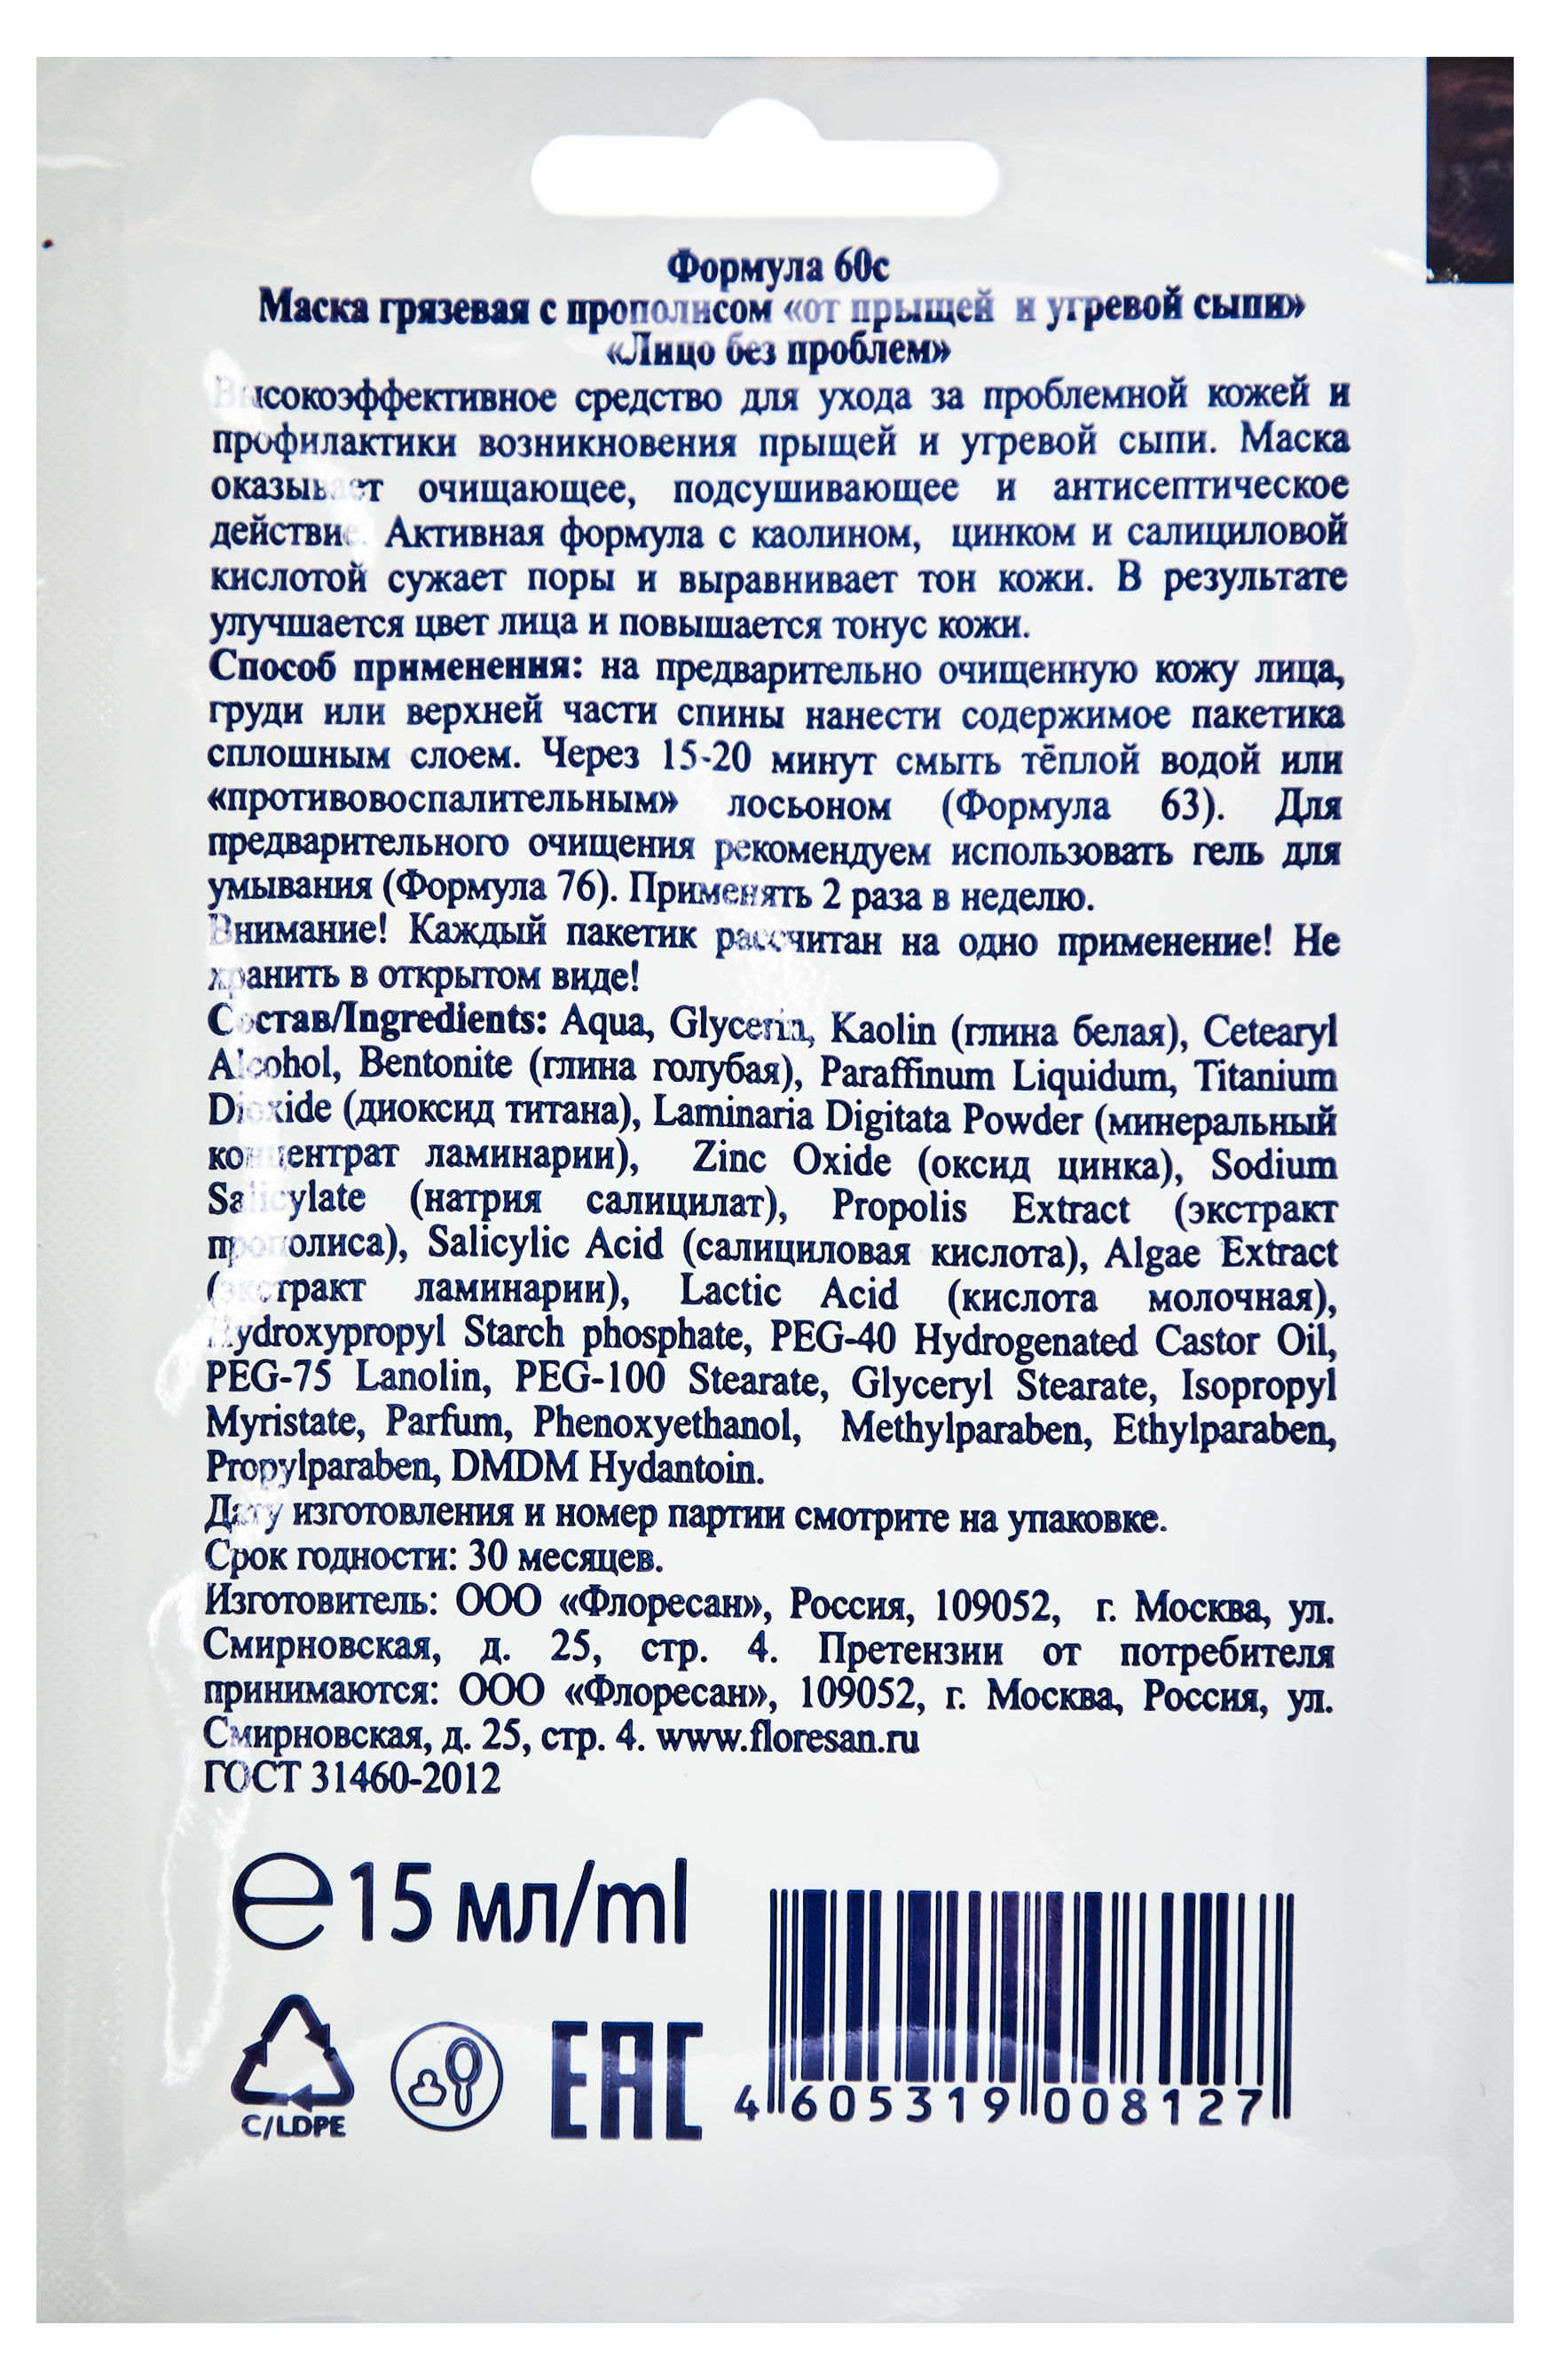 Формула 60с
Маска грязевая с прополисом «от прыщей и угревой сыпи»
«Лицо без проблем»
Высокоэффективное средство для ухода за проблемной кожей и
профилактики возникновения прыщей и угревой сыпи. Маска
оказывает очищающее, подсушивающее и антисептическое
действие. Активная формула с каолином, цинком и салициловой
кислотой сужает поры и выравнивает тон кожи. В результате
улучшается цвет лица и повышается тонус кожи.
Способ применения: на предварительно очищенную кожу лица,
груди или верхней части спины нанести содержимое пакетика
сплошным слоем. Через 15-20 минут смыть тёплой водой или
«противовоспалительным» лосьоном (Формула 63). Для
предварительного очищения рекомендуем использовать гель для
умывания (Формула 76). Применять 2 раза в неделю.
Внимание! Каждый пакетик рассчитан на одно применение! Не
хранить в открытом виде!
Состав/Ingredients: Aqua, Glycerin, Kaolin (глина белая), Cetearyl
Alcohol, Bentonite (глина голубая), Paraffinum Liquidum, Titanium
Dioxide (диоксид титана), Laminaria Digitata Powder (минеральный
концентрат ламинарии), Zinc Oxide (оксид цинка), Sodium
Salicylate (натрия салицилат), Propolis Extract (экстракт
прополиса), Salicylic Acid (салициловая кислота), Algae Extract
(экстракт ламинарии), Lactic Acid (кислота молочная),
Hydroxypropyl Starch phosphate, PEG-40 Hydrogenated Castor Oil,
PEG-75 Lanolin, PEG-100 Stearate, Glyceryl Stearate, Isopropyl
Myristate, Parfum, Phenoxyethanol, Methylparaben, Ethylparaben,
Propylparaben, DMDM Hydantoin.
Дату изготовления и номер партии смотрите на упаковке.
Срок годности: 30 месяцев.
Изготовитель: ООО «Флоресан», Россия, 109052, г. Москва, ул.
Смирновская, д. 25, стр. 4. Претензии от потребителя
принимаются: ООО «Флоресан», 109052, г. Москва, Россия, ул.
Смирновская, д. 25, стр. 4. www.floresan.ru
ГОСТ 31460-2012
℮15 мл/ml
C/LDPE
EAC
4 605319 008127